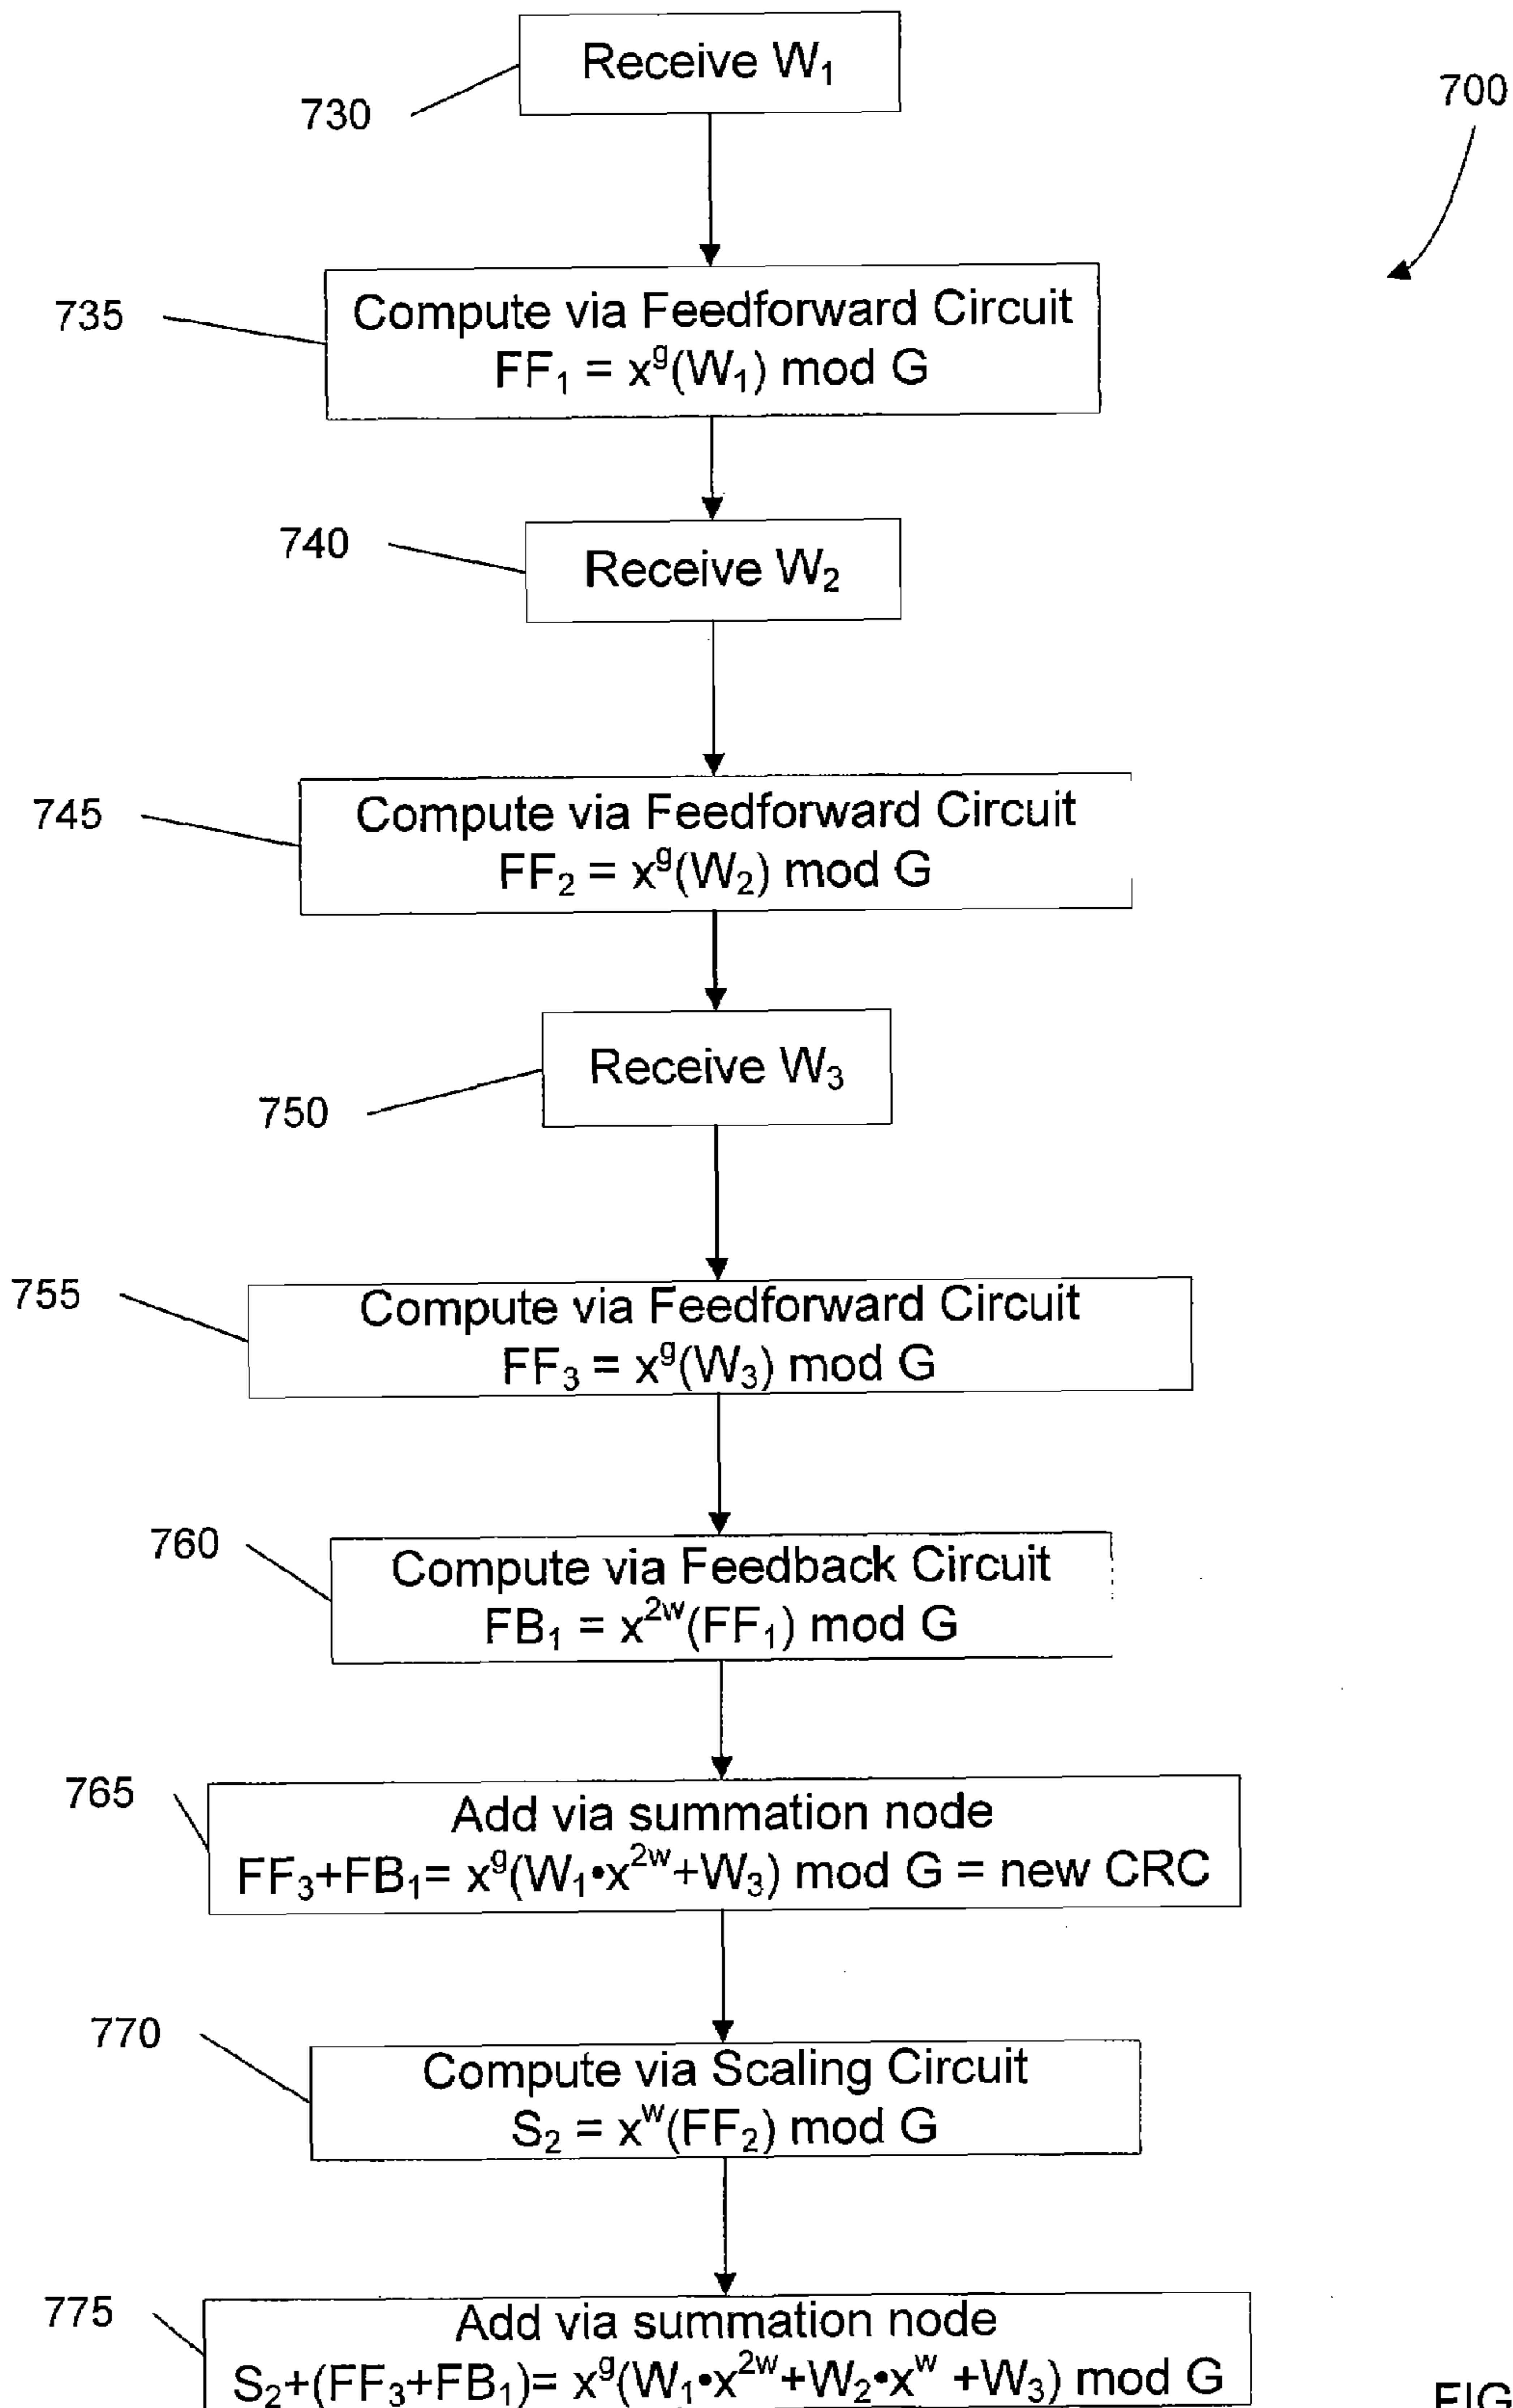 Receive W₁
730
700
735
Compute via Feedforward Circuit
FF₁ = xᵍ(W₁) mod G
740
Receive W₂
745
Compute via Feedforward Circuit
FF₂ = xᵍ(W₂) mod G
Receive W₃
750
755
Compute via Feedforward Circuit
FF₃ = xᵍ(W₃) mod G
760
Compute via Feedback Circuit
FB₁ = x²ʷ(FF₁) mod G
765
Add via summation node
FF₃+FB₁= xᵍ(W₁•x²ʷ+W₃) mod G = new CRC
770
Compute via Scaling Circuit
S₂ = xʷ(FF₂) mod G
775
Add via summation node
S₂+(FF₃+FB₁)= xᵍ(W₁•x²ʷ+W₂•xʷ +W₃) mod G
FIG